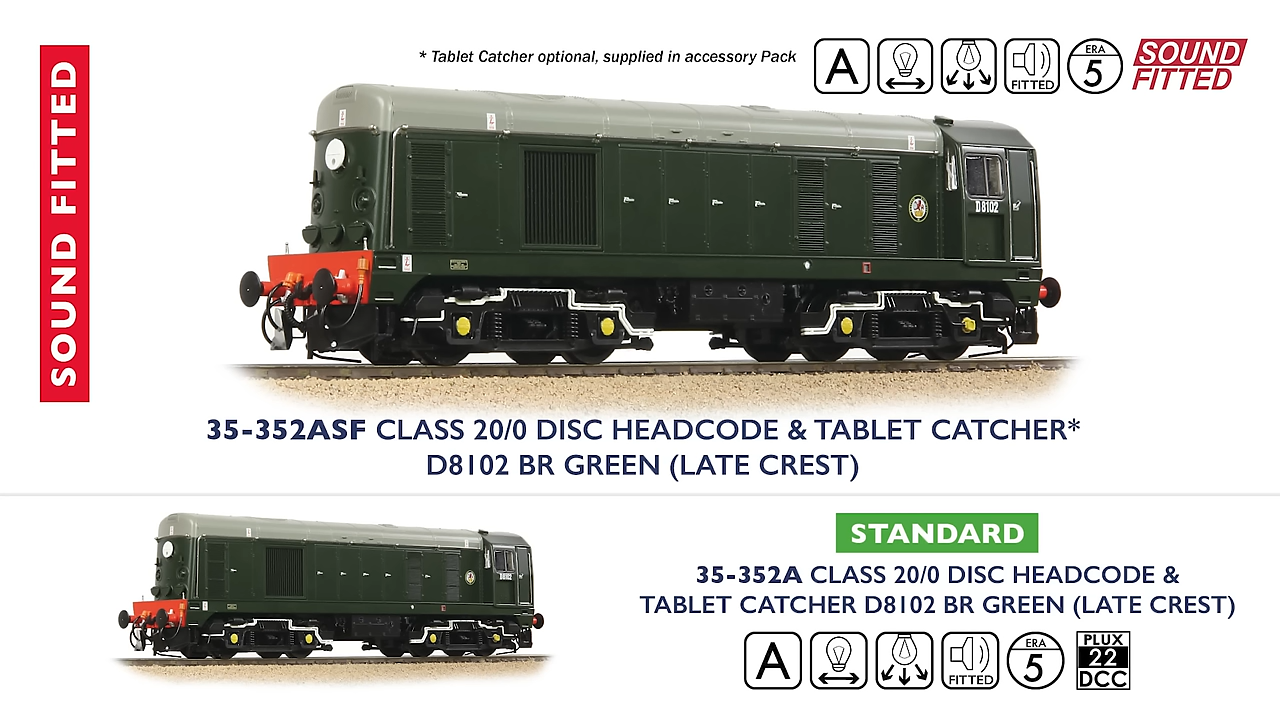 SOUND FITTED
* Tablet Catcher optional, supplied in accessory Pack
A
FITTED
ERA
5
SOUND
FITTED
D8102
35-352ASF CLASS 20/0 DISC HEADCODE & TABLET CATCHER*
D8102 BR GREEN (LATE CREST)
D8102
STANDARD
35-352A CLASS 20/0 DISC HEADCODE &
TABLET CATCHER D8102 BR GREEN (LATE CREST)
A
FITTED
ERA
5
PLUX
22
DCC